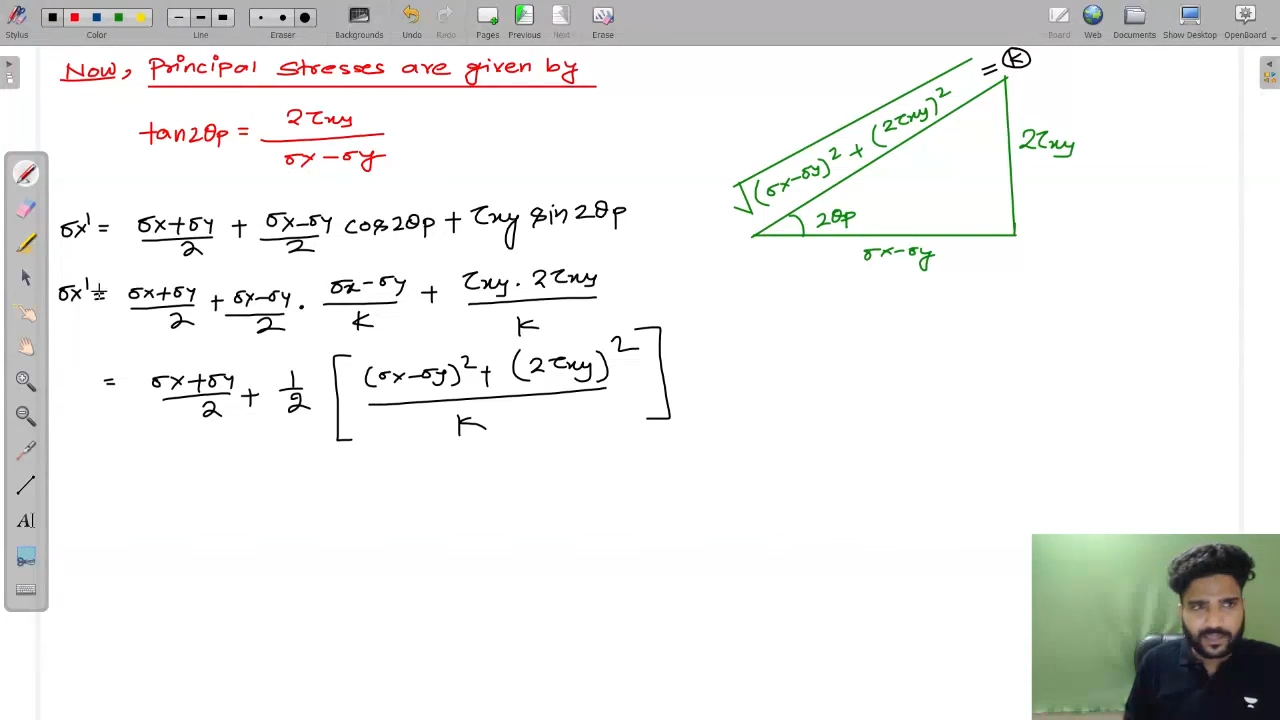 Stylus Color Line Eraser Backgrounds Undo Redo Pages Previous Next Erase Board Web Documents Show Desktop OpenBoard
Now, Principal stresses are given by
tan2θp = 2τxy / σx-σy
σx' = σx+σy / 2 + σx-σy / 2 cos2θp + τxy sin 2θp
σx' = σx+σy / 2 + σx-σy / 2 . σx-σy / k + τxy . 2τxy / k
= σx+σy / 2 + 1/2 [ (σx-σy)² + (2τxy)² / k ]
√(σx-σy)² + (2τxy)² = k
2τxy
2θp
σx-σy
AI